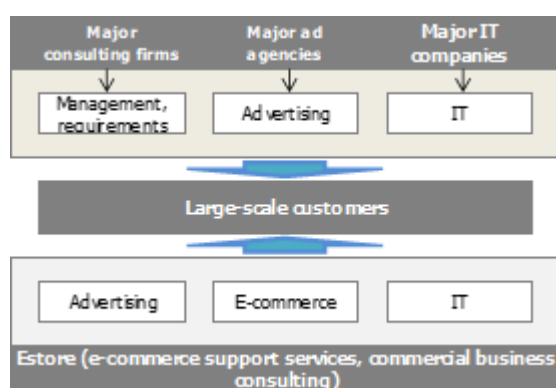 Major
consulting firms
Major ad
agencies
Major IT
companies
Management,
requirements
Advertising
IT
Large-scale customers
Advertising
E-commerce
IT
Estore (e-commerce support services, commercial business
consulting)